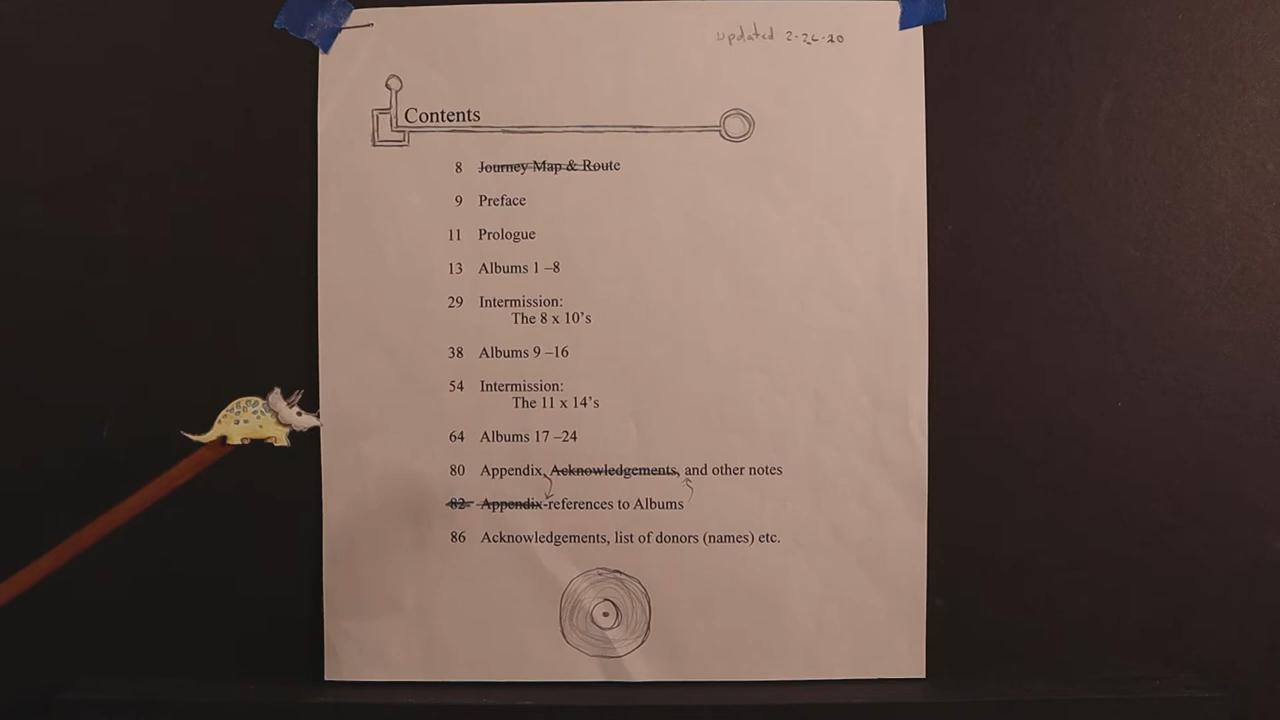 updated 2-26-20
Contents
8 Journey Map & Route
9 Preface
11 Prologue
13 Albums 1 –8
29 Intermission:
The 8 x 10’s
38 Albums 9 –16
54 Intermission:
The 11 x 14’s
64 Albums 17 –24
80 Appendix, Acknowledgements, and other notes
82 Appendix-references to Albums
86 Acknowledgements, list of donors (names) etc.